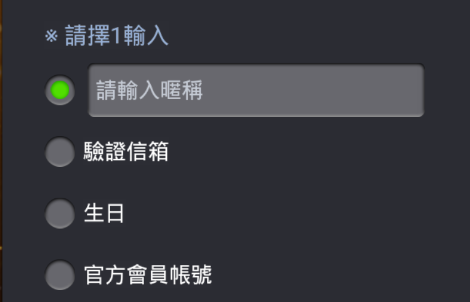 ※ 請擇1輸入
請輸入暱稱
驗證信箱
生日
官方會員帳號